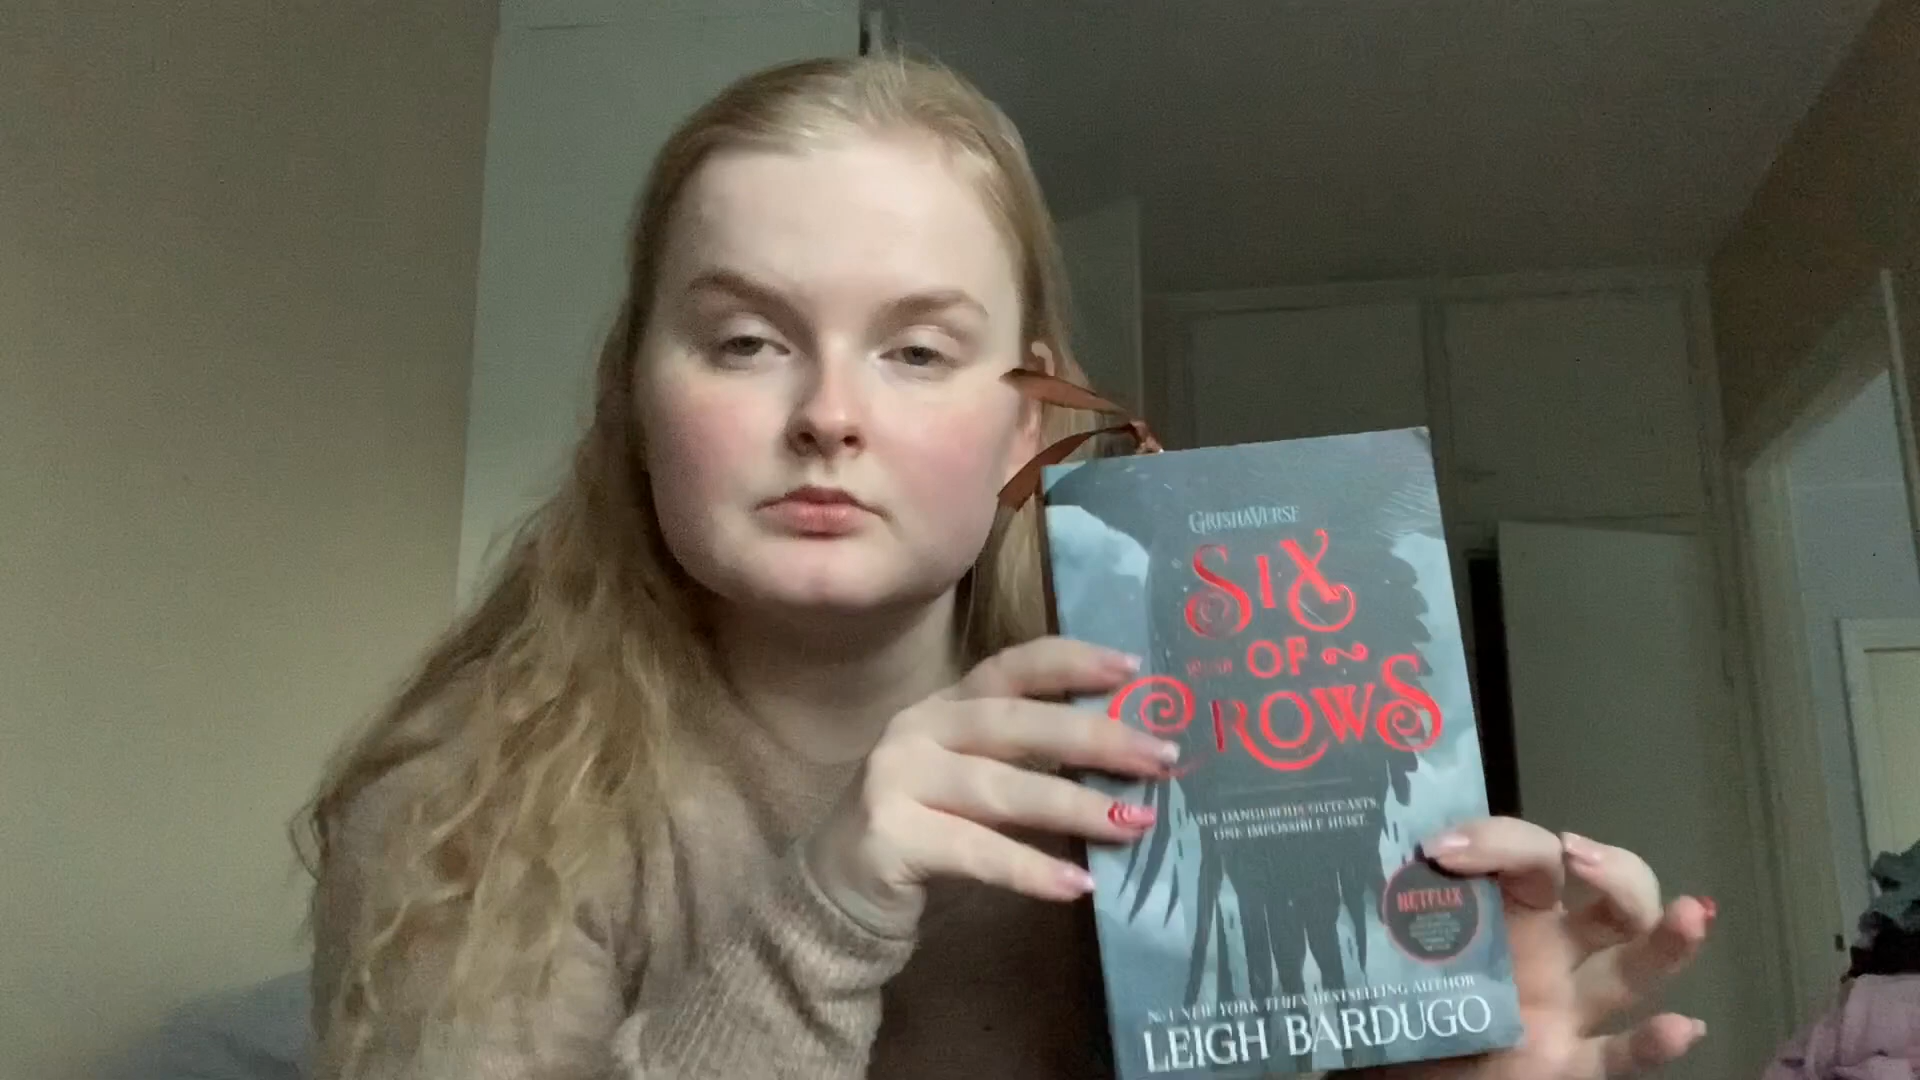 GRISHAVERSE
SIX
OF
CROWS
SIX DANGEROUS OUTCASTS.
ONE IMPOSSIBLE HEIST.
NETFLIX
No.1 NEW YORK TIMES BESTSELLING AUTHOR
LEIGH BARDUGO